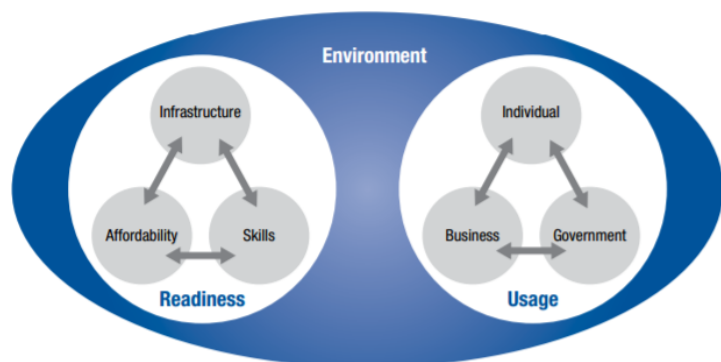 Environment
Infrastructure
Affordability
Skills
Readiness
Individual
Business
Government
Usage